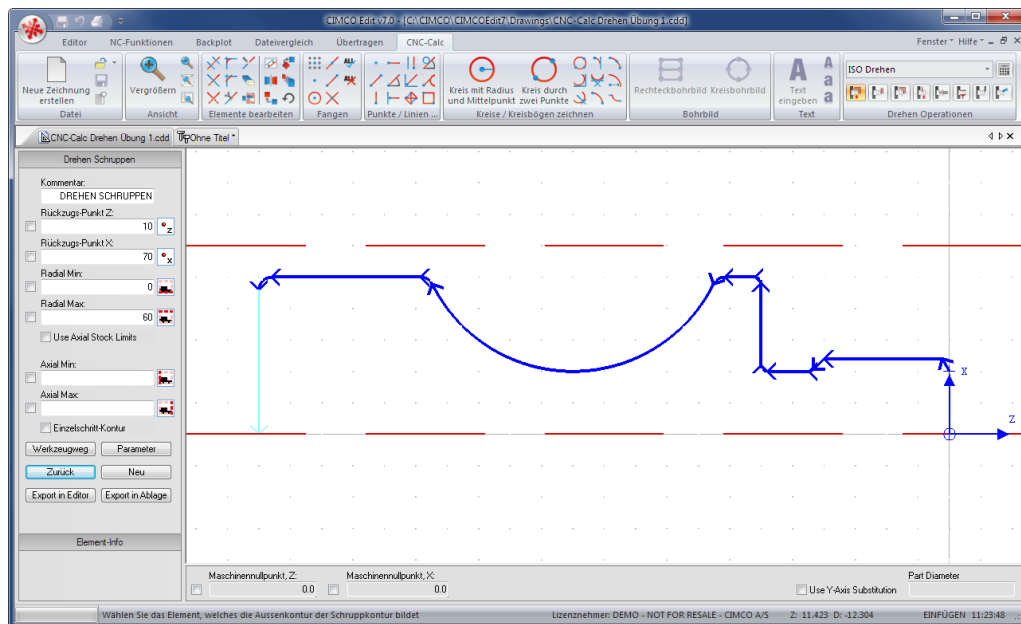 CIMCO Edit v7.0 - [C:\CIMCO\CIMCOEdit7\Drawings\CNC-Calc Drehen Übung 1.cdd]
Editor NC-Funktionen Backplot Dateivergleich Übertragen CNC-Calc Fenster Hilfe
Neue Zeichnung erstellen
Vergrößern
Kreis mit Radius und Mittelpunkt
Kreis durch zwei Punkte
Rechteckbohrbild Kreisbohrbild
Text eingeben
ISO Drehen
Datei Ansicht Elemente bearbeiten Fangen Punkte / Linien ... Kreise / Kreisbögen zeichnen Bohrbild Text Drehen Operationen
CNC-Calc Drehen Übung 1.cdd Ohne Titel *
Drehen Schruppen
Kommentar:
DREHEN SCHRUPPEN
Rückzugs-Punkt Z:
10
Rückzugs-Punkt X:
70
Radial Min:
0
Radial Max:
60
Use Axial Stock Limits
Axial Min:
Axial Max:
Einzelschritt-Kontur
Werkzeugweg Parameter
Zurück Neu
Export in Editor Export in Ablage
Element-Info
X
Z
Maschinennullpunkt, Z: Maschinennullpunkt, X: Part Diameter
0.0 0.0 Use Y-Axis Substitution
Wählen Sie das Element, welches die Aussenkontur der Schruppkontur bildet Lizenznehmer: DEMO - NOT FOR RESALE - CIMCO A/S Z: 11.423 D: -12.304 EINFÜGEN 11:23:48